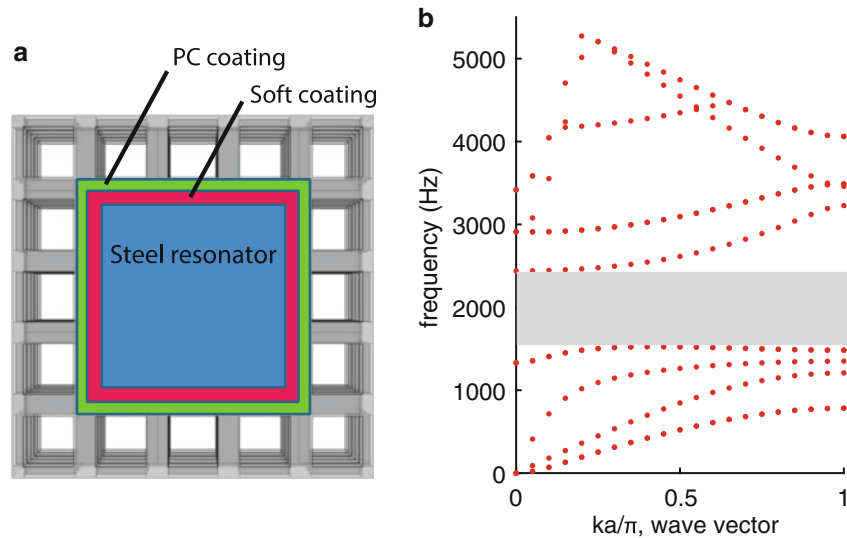 a
PC coating
Soft coating
Steel resonator
b
frequency (Hz)
5000
4000
3000
2000
1000
0
0
0.5
1
ka/π, wave vector